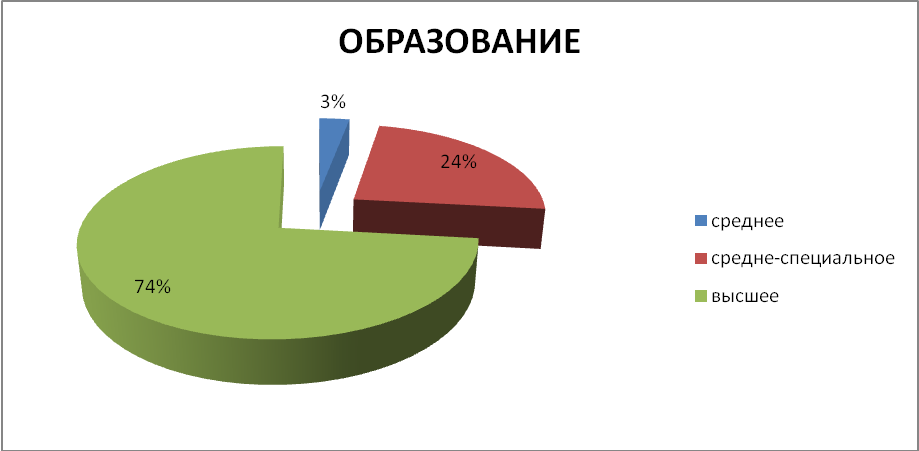 ОБРАЗОВАНИЕ
3%
24%
74%
среднее
средне-специальное
высшее